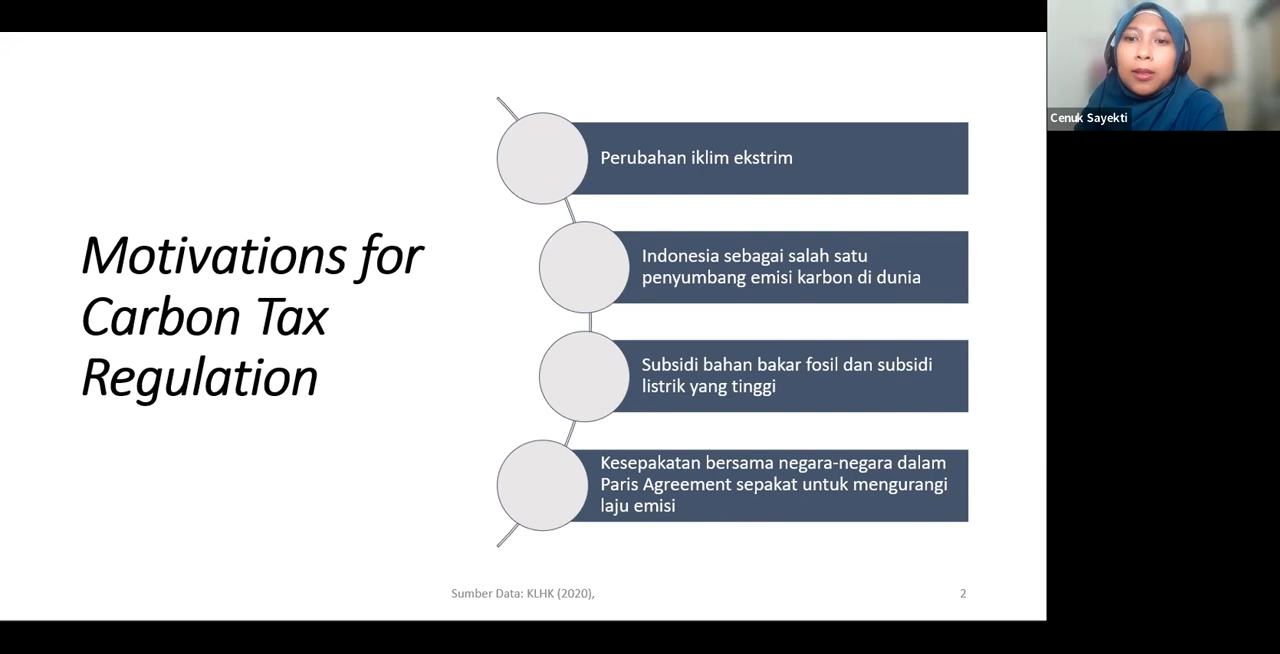 Motivations for
Carbon Tax
Regulation
Perubahan iklim ekstrim
Indonesia sebagai salah satu
penyumbang emisi karbon di dunia
Subsidi bahan bakar fosil dan subsidi
listrik yang tinggi
Kesepakatan bersama negara-negara dalam
Paris Agreement sepakat untuk mengurangi
laju emisi
Sumber Data: KLHK (2020),
2
Cenuk Sayekti